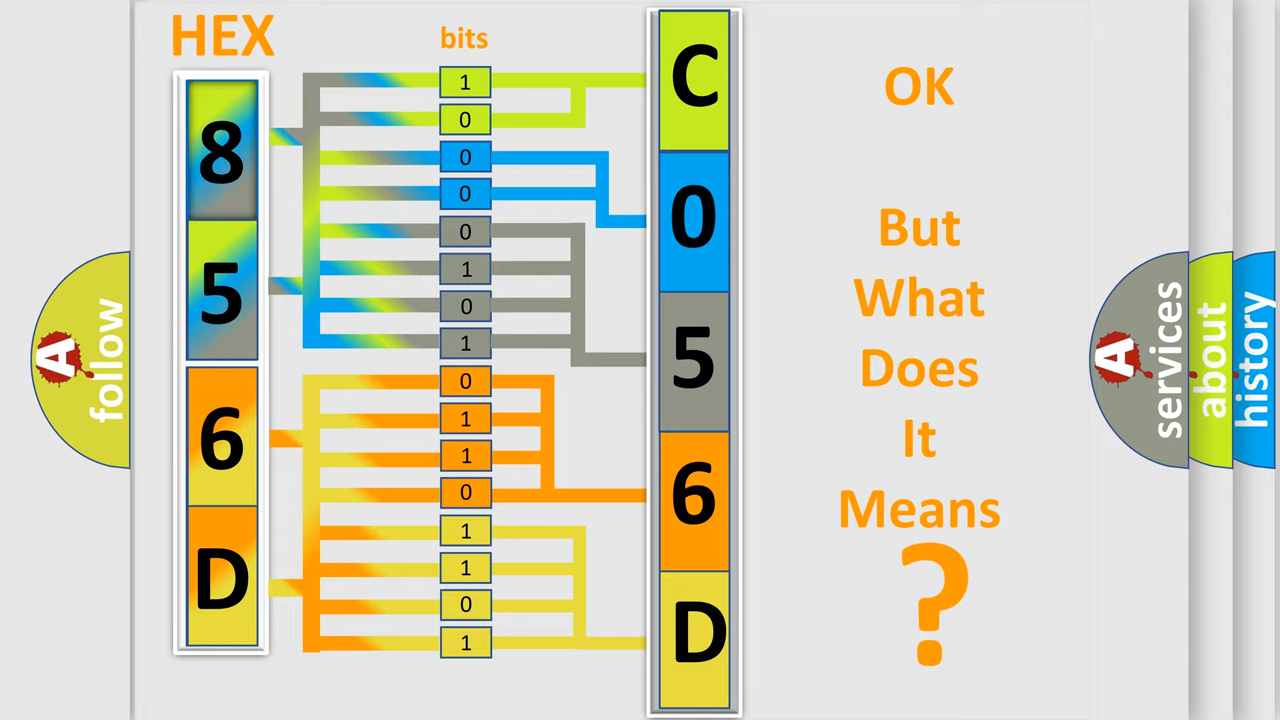 HEX
bits
8
5
6
D
1
0
0
0
0
1
0
1
0
1
1
0
1
1
0
1
C
0
5
6
D
OK
But
What
Does
It
Means
?
A
follow
A
services
about
history